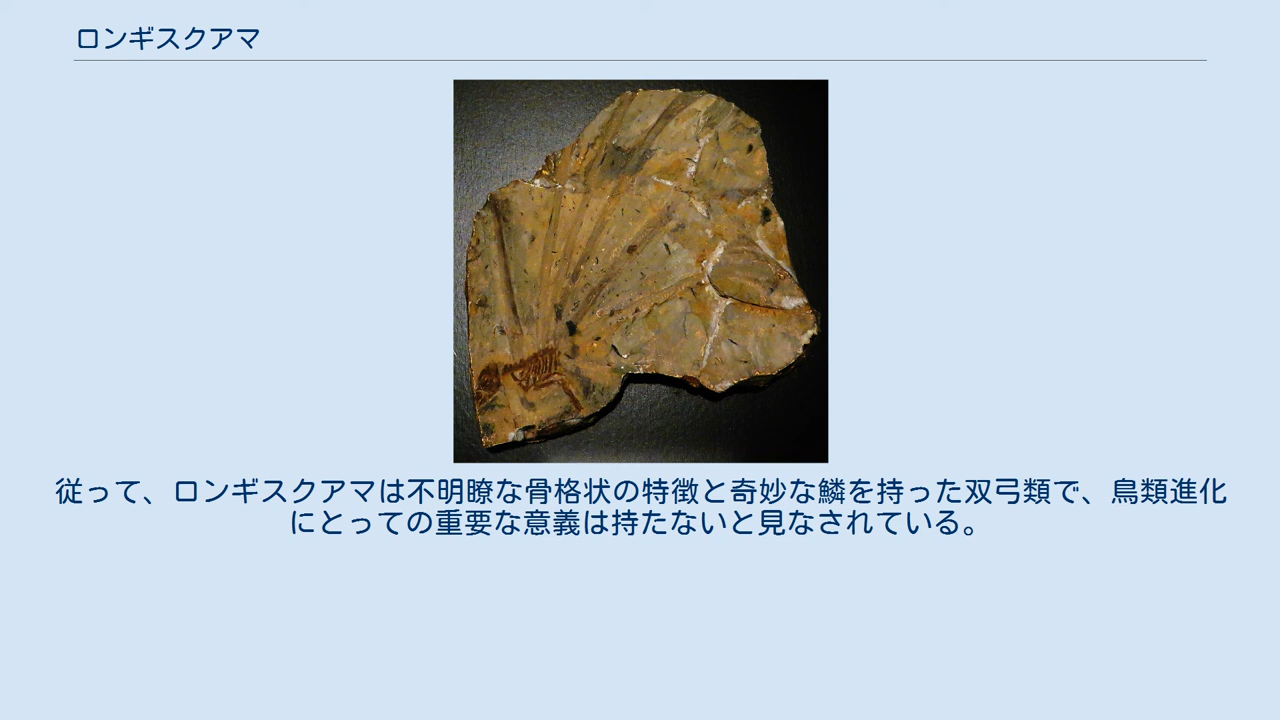 ロンギスクアマ
従って、ロンギスクアマは不明瞭な骨格状の特徴と奇妙な鱗を持った双弓類で、鳥類進化
にとっての重要な意義は持たないと見なされている。